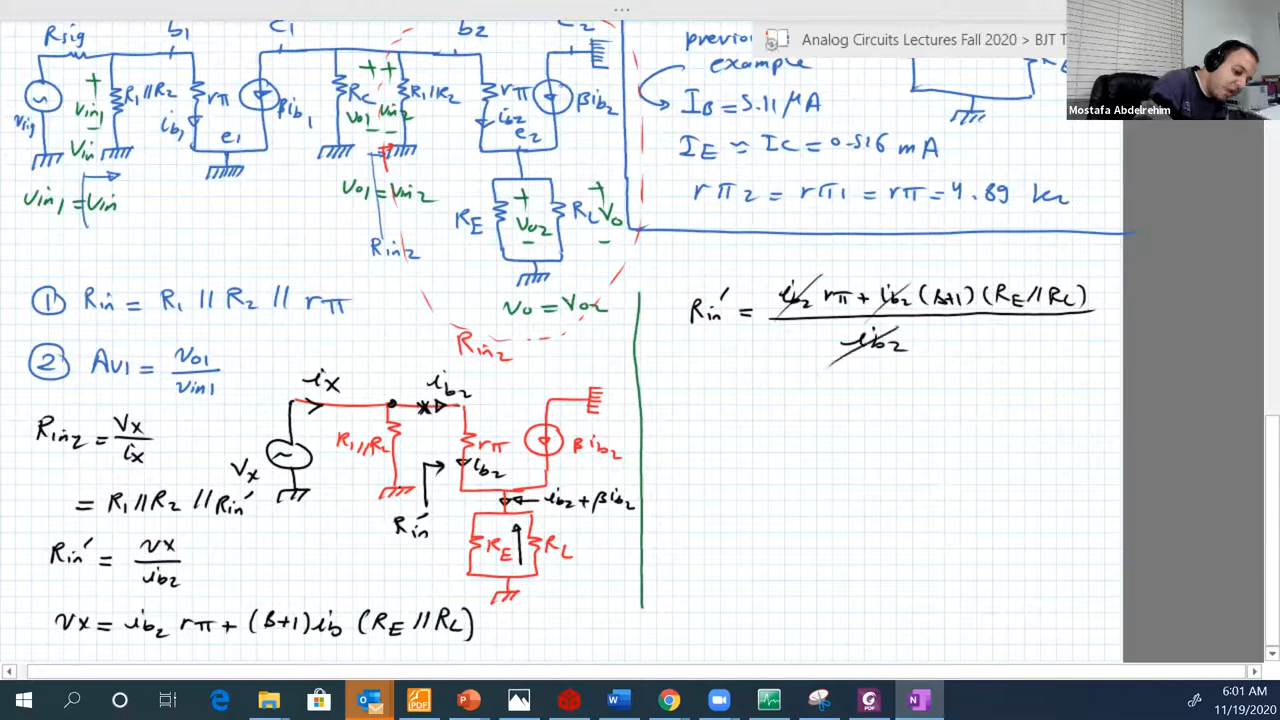 Rsig
b1
C1
b2
C2
vsig
+
vin1
-
Vin
R1//R2
rπ
ib1
βib1
e1
Rc
+ +
vo1 vin2
- -
R1//R2
rπ
ib2
βib2
e2
vin1 = vin
vo1 = vin2
Rin2
RE
+
vo2
-
RL
+
Vo
-
vo = vo2
previous
example
IB = 5.11 μA
IE ≈ IC = 0.516 mA
rπ2 = rπ1 = rπ = 4.89 kΩ
Analog Circuits Lectures Fall 2020 > BJT T
Mostafa Abdelrehim
① Rin = R1 // R2 // rπ
② Av1 = vo1 / vin1
Rin2
Rin2 = Vx / ix
= R1 // R2 // Rin'
Rin' = vx / ib2
vx = ib2 rπ + (β+1) ib (RE // RL)
ix
ib2
Vx
R1//R2
rπ
ib2
βib2
Rin'
ib2 + βib2
RE
RL
Rin' = ib2 rπ + ib2 (β+1) (RE // RL) / ib2
6:01 AM
11/19/2020